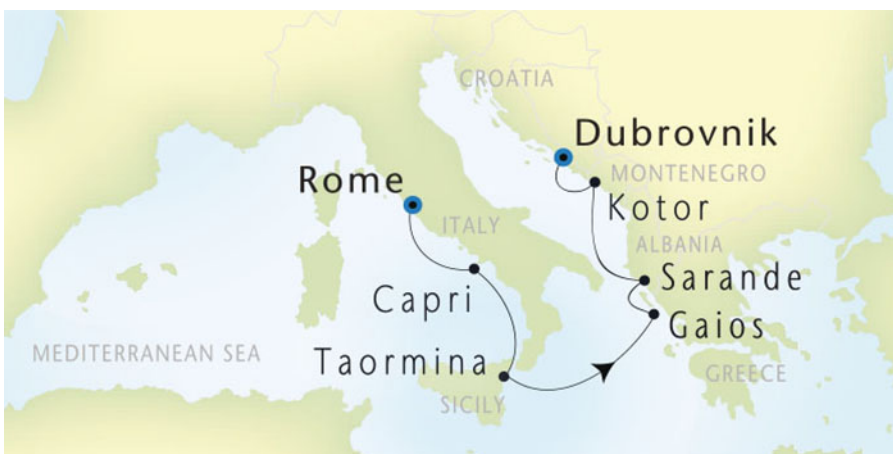 CROATIA
Dubrovnik
MONTENEGRO
Rome
Kotor
ITALY
ALBANIA
Sarande
Capri
Gaios
MEDITERRANEAN SEA
Taormina
GREECE
SICILY